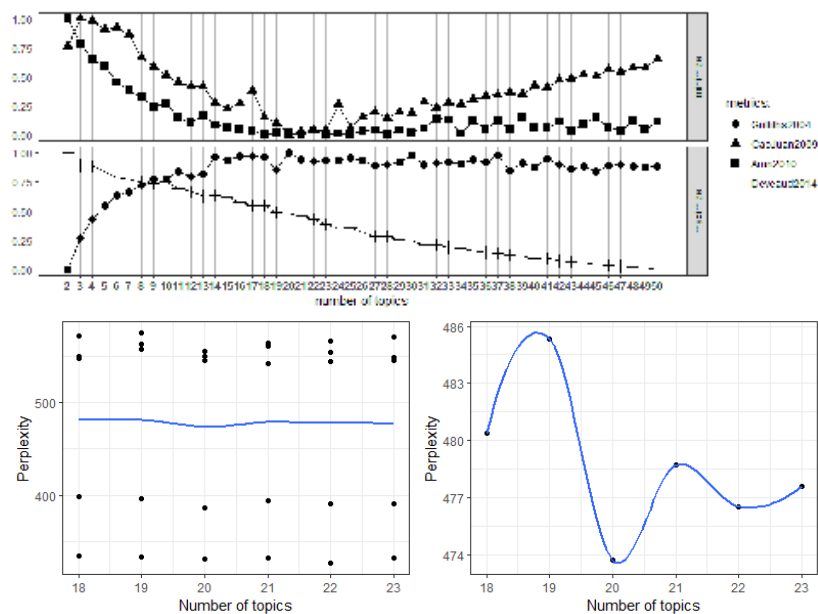 1.00
0.75
0.50
0.25
0.00
minimize
metrics:
Griffiths2004
CaoJuan2009
Arun2010
Deveaud2014
1.00
0.75
0.50
0.25
0.00
maximize
2 3 4 5 6 7 8 9 10 11 12 13 14 15 16 17 18 19 20 21 22 23 24 25 26 27 28 29 30 31 32 33 34 35 36 37 38 39 40 41 42 43 44 45 46 47 48 49 50
number of topics
500
400
Perplexity
18 19 20 21 22 23
Number of topics
486
483
480
477
474
Perplexity
18 19 20 21 22 23
Number of topics